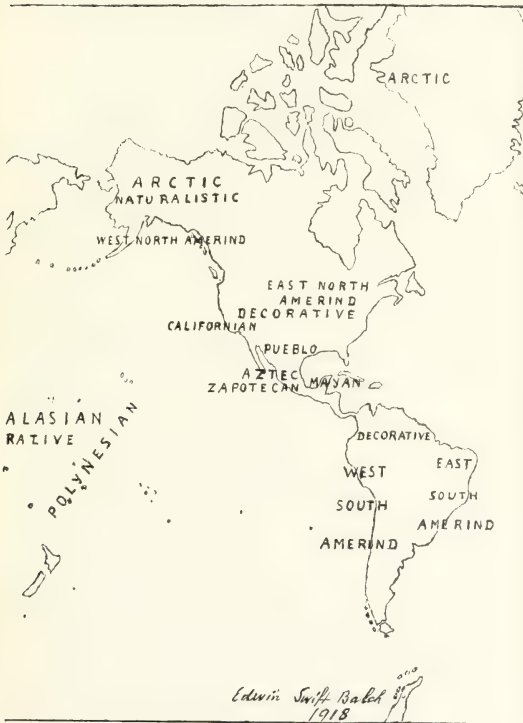 ARCTIC
ARCTIC
NATURALISTIC
WEST NORTH AMERIND
EAST NORTH
AMERIND
DECORATIVE
CALIFORNIAN
PUEBLO
AZTEC
ZAPOTECAN
MAYAN
ALASIAN
RATIVE
POLYNESIAN
DECORATIVE
WEST
SOUTH
AMERIND
EAST
SOUTH
AMERIND
Edwin Swift Balch
1918